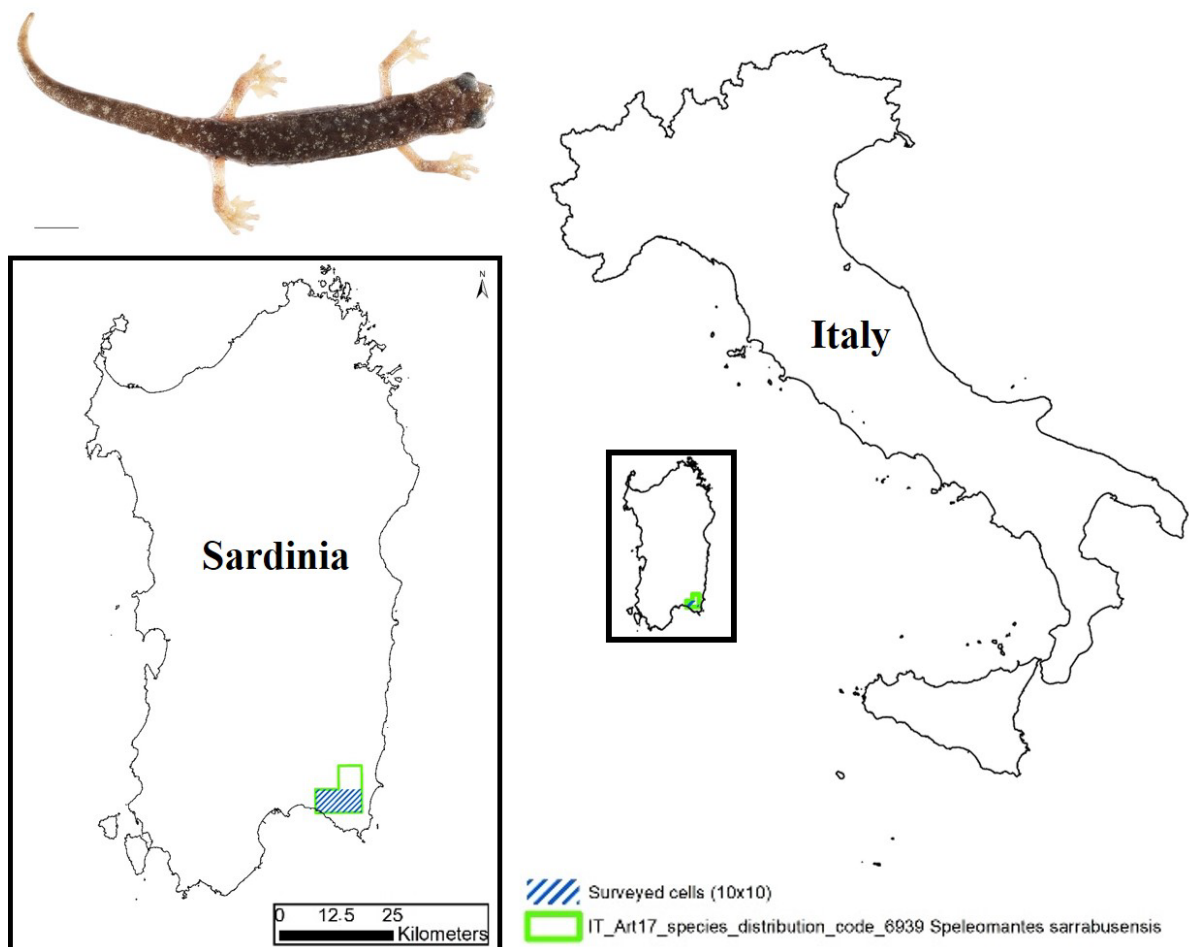 N
Sardinia
0 12.5 25
Kilometers
Italy
Surveyed cells (10x10)
IT_Art17_species_distribution_code_6939 Speleomantes sarrabusensis